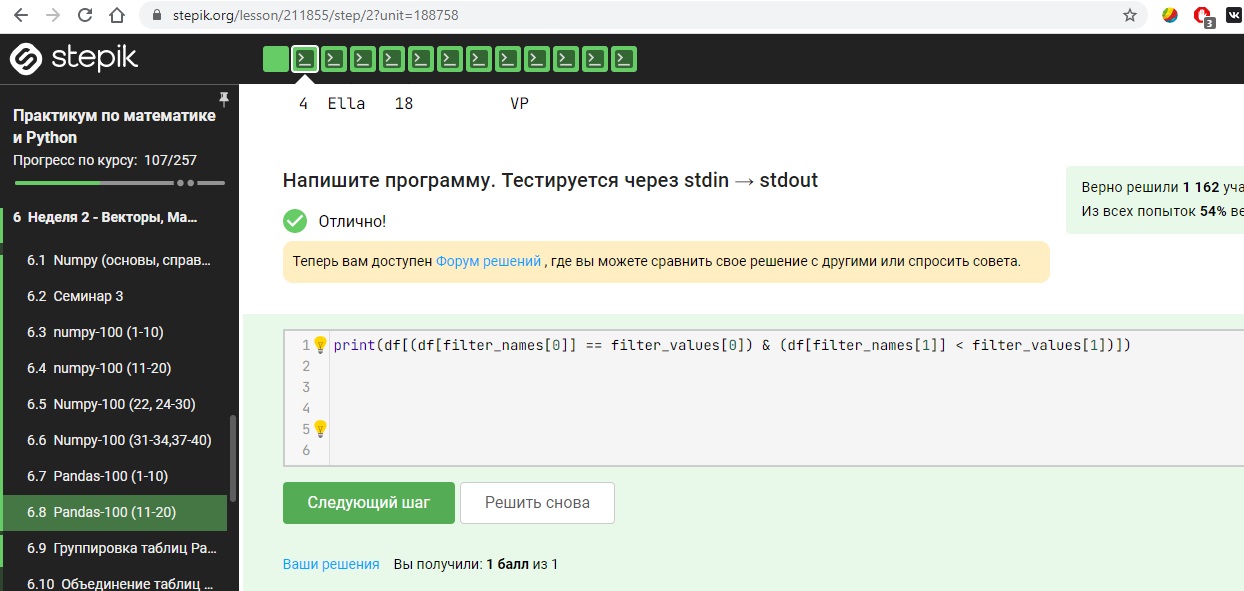 stepik.org/lesson/211855/step/2?unit=188758
3
stepik
4 Ella 18 VP
Практикум по математике
и Python
Прогресс по курсу: 107/257
6 Неделя 2 - Векторы, Ма...
6.1 Numpy (основы, справ...
6.2 Семинар 3
6.3 numpy-100 (1-10)
6.4 numpy-100 (11-20)
6.5 Numpy-100 (22, 24-30)
6.6 Numpy-100 (31-34,37-40)
6.7 Pandas-100 (1-10)
6.8 Pandas-100 (11-20)
6.9 Группировка таблиц Pa...
6.10 Объединение таблиц ...
Напишите программу. Тестируется через stdin → stdout
Верно решили 1 162 уча
Из всех попыток 54% ве
Отлично!
Теперь вам доступен Форум решений , где вы можете сравнить свое решение с другими или спросить совета.
1 print(df[(df[filter_names[0]] == filter_values[0]) & (df[filter_names[1]] < filter_values[1])])
2
3
4
5
6
Следующий шаг
Решить снова
Ваши решения Вы получили: 1 балл из 1